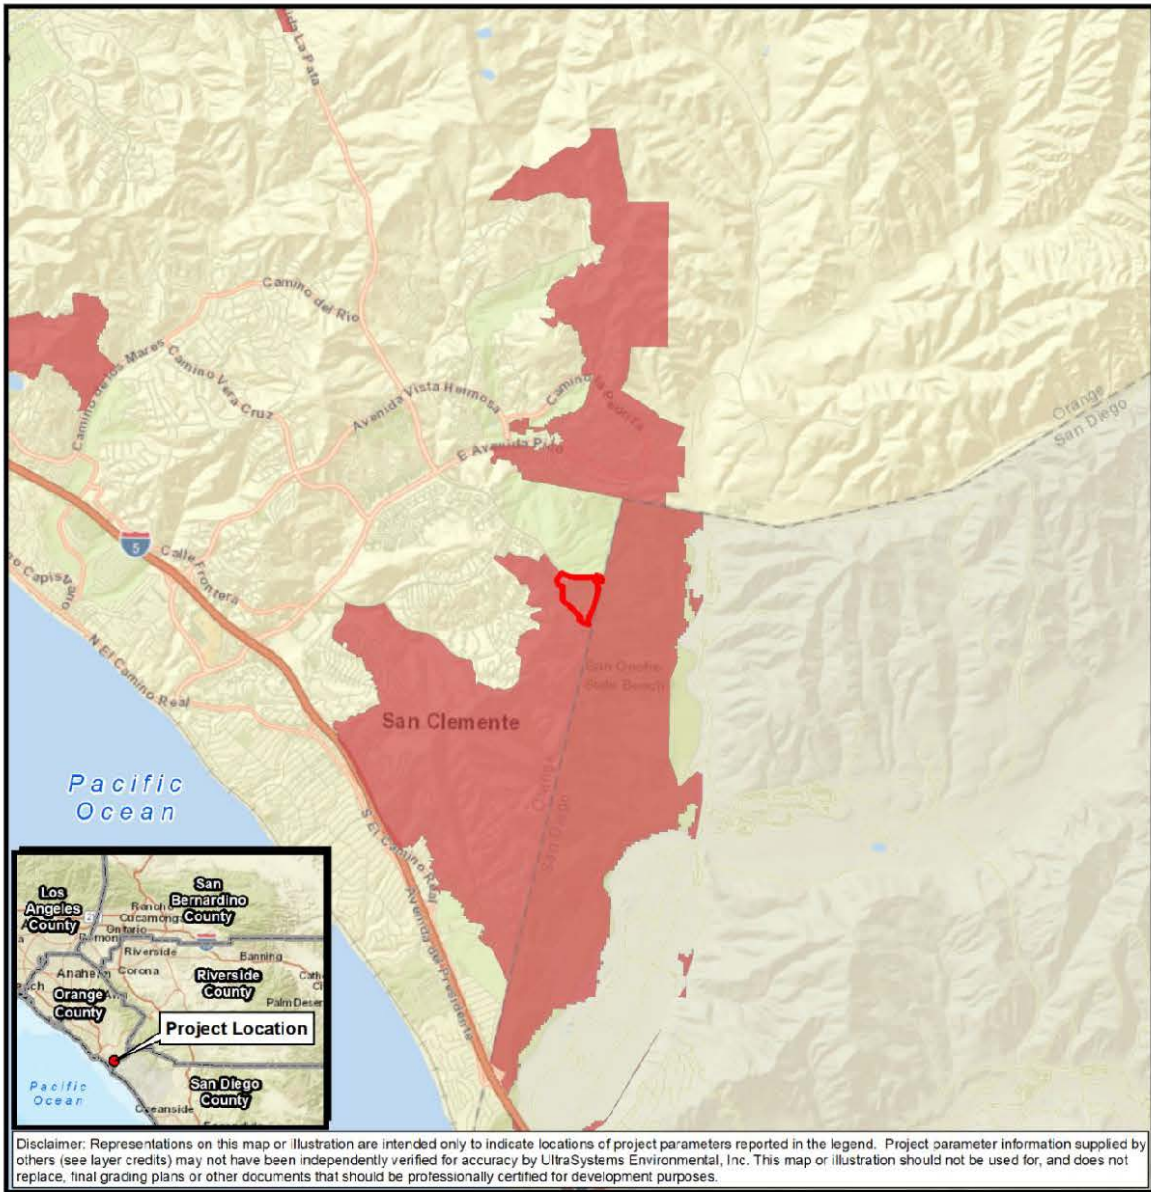 ida La Pata
Camino del Rio
Camino de los Mares
Camino Vera Cruz
Avenida Vista Hermosa
Camino la Pedriza
E Avenida Pico
Orange
San Diego
5
Calle Frontera
o Capistrano
N El Camino Real
San Onofre
State Beach
San Clemente
Orange
San Diego
Pacific
Ocean
S El Camino Real
Avenida del Presidente
Los
Angeles
County
San
Bernardino
County
Rancho
Cucamonga
Ontario
Riverside
Banning
Anaheim
Corona
Riverside
County
Orange
County
Palm Deser
Project Location
San Diego
County
Pacific
Ocean
Oceanside
Disclaimer: Representations on this map or illustration are intended only to indicate locations of project parameters reported in the legend. Project parameter information supplied by
others (see layer credits) may not have been independently verified for accuracy by UltraSystems Environmental, Inc. This map or illustration should not be used for, and does not
replace, final grading plans or other documents that should be professionally certified for development purposes.